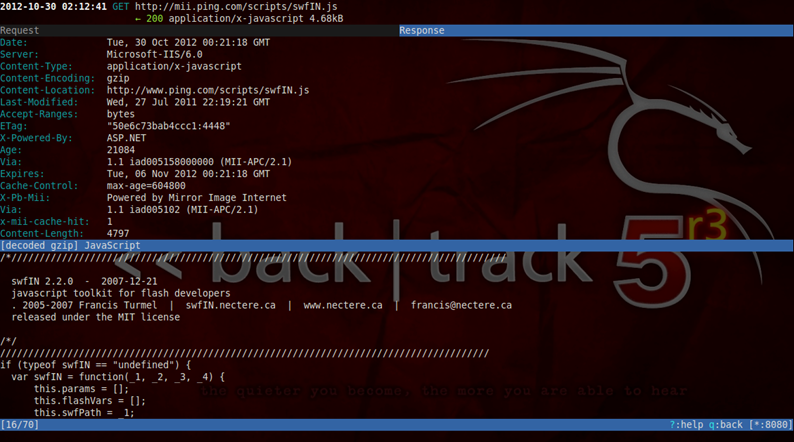 2012-10-30 02:12:41 GET http://mii.ping.com/scripts/swfIN.js
← 200 application/x-javascript 4.68kB
Request Response
Date: Tue, 30 Oct 2012 00:21:18 GMT
Server: Microsoft-IIS/6.0
Content-Type: application/x-javascript
Content-Encoding: gzip
Content-Location: http://www.ping.com/scripts/swfIN.js
Last-Modified: Wed, 27 Jul 2011 22:19:21 GMT
Accept-Ranges: bytes
ETag: "50e6c73bab4ccc1:4448"
X-Powered-By: ASP.NET
Age: 21084
Via: 1.1 iad005158000000 (MII-APC/2.1)
Expires: Tue, 06 Nov 2012 00:21:18 GMT
Cache-Control: max-age=604800
X-Pb-Mii: Powered by Mirror Image Internet
Via: 1.1 iad005102 (MII-APC/2.1)
x-mii-cache-hit: 1
Content-Length: 4797
[decoded gzip] JavaScript
/*////////////////////////////////////////////////////////////////////////////////////////
<< back|track 5 r3
swfIN 2.2.0 - 2007-12-21
javascript toolkit for flash developers
. 2005-2007 Francis Turmel | swfIN.nectere.ca | www.nectere.ca | francis@nectere.ca
released under the MIT license
/*/
///////////////////////////////////////////////////////////////////////////////////////
if (typeof swfIN == "undefined") {
var swfIN = function(_1, _2, _3, _4) {
this.params = [];
the quieter you become, the more you are able to hear
this.flashVars = [];
this.swfPath = _1;
[16/70] ?:help q:back [*:8080]